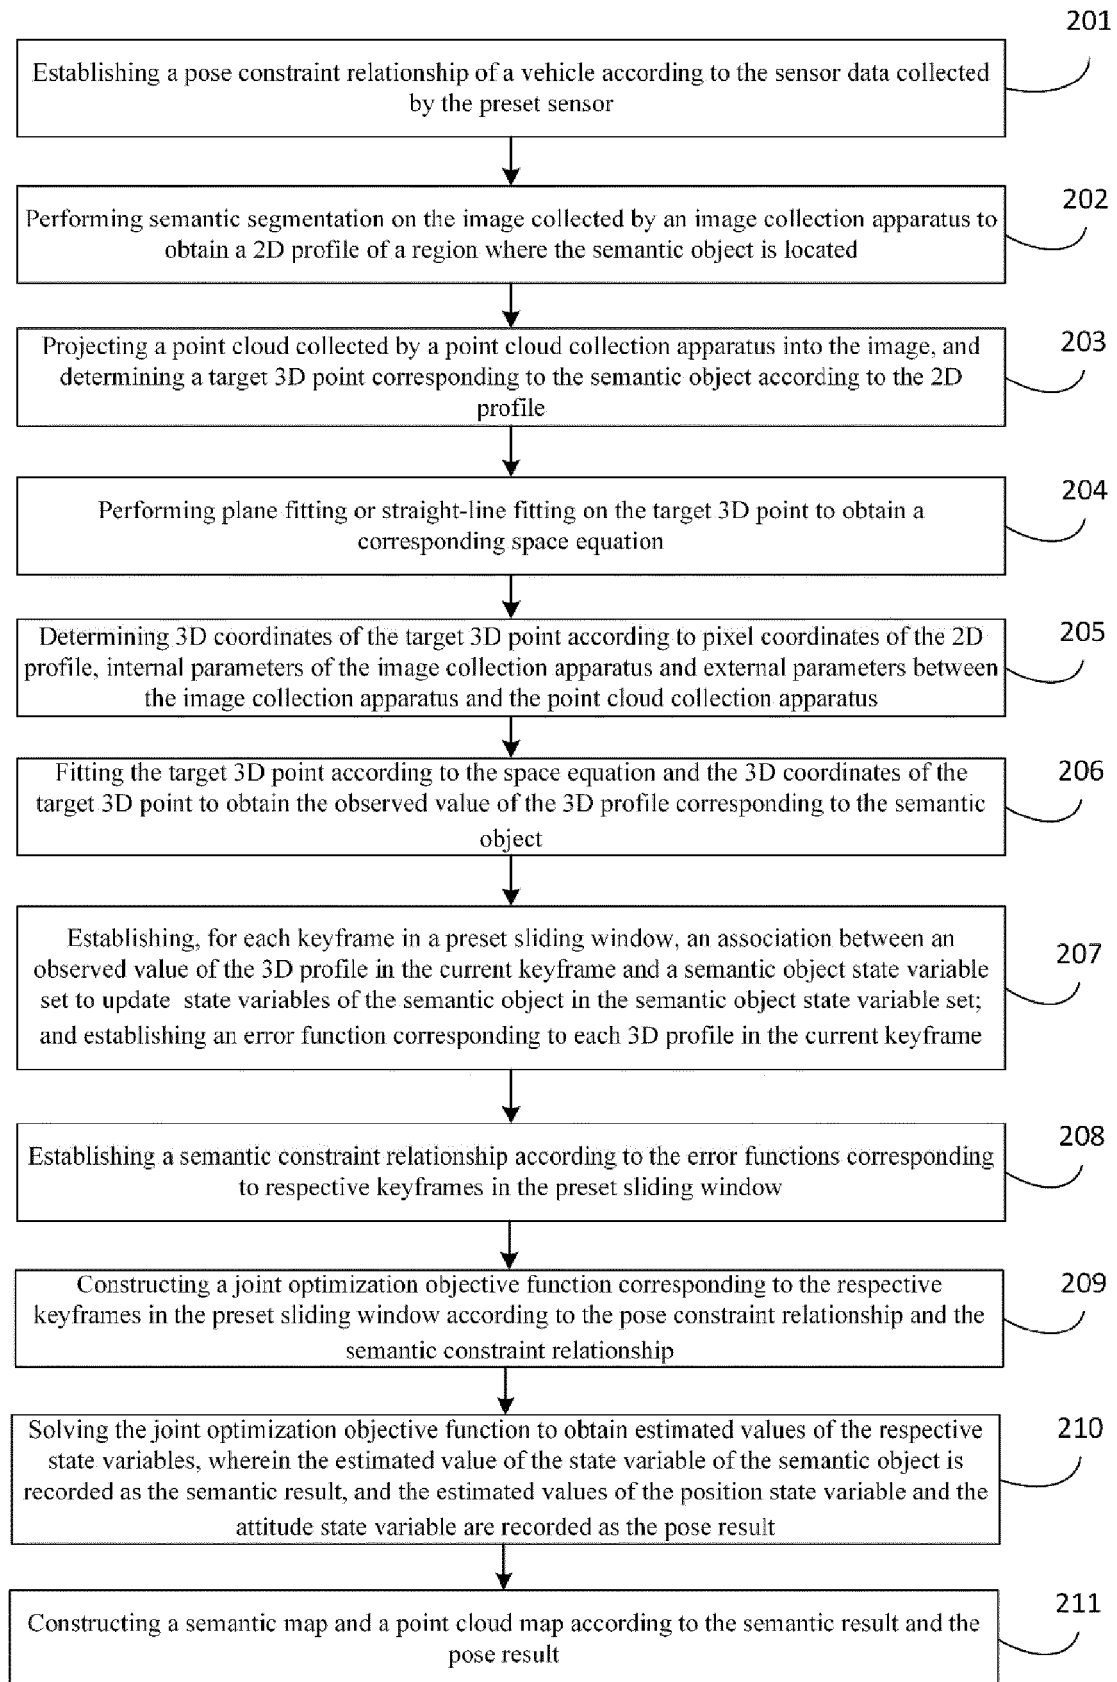 201
Establishing a pose constraint relationship of a vehicle according to the sensor data collected
by the preset sensor
202
Performing semantic segmentation on the image collected by an image collection apparatus to
obtain a 2D profile of a region where the semantic object is located
203
Projecting a point cloud collected by a point cloud collection apparatus into the image, and
determining a target 3D point corresponding to the semantic object according to the 2D
profile
204
Performing plane fitting or straight-line fitting on the target 3D point to obtain a
corresponding space equation
205
Determining 3D coordinates of the target 3D point according to pixel coordinates of the 2D
profile, internal parameters of the image collection apparatus and external parameters between
the image collection apparatus and the point cloud collection apparatus
206
Fitting the target 3D point according to the space equation and the 3D coordinates of the
target 3D point to obtain the observed value of the 3D profile corresponding to the semantic
object
207
Establishing, for each keyframe in a preset sliding window, an association between an
observed value of the 3D profile in the current keyframe and a semantic object state variable
set to update state variables of the semantic object in the semantic object state variable set;
and establishing an error function corresponding to each 3D profile in the current keyframe
208
Establishing a semantic constraint relationship according to the error functions corresponding
to respective keyframes in the preset sliding window
209
Constructing a joint optimization objective function corresponding to the respective
keyframes in the preset sliding window according to the pose constraint relationship and the
semantic constraint relationship
210
Solving the joint optimization objective function to obtain estimated values of the respective
state variables, wherein the estimated value of the state variable of the semantic object is
recorded as the semantic result, and the estimated values of the position state variable and the
attitude state variable are recorded as the pose result
211
Constructing a semantic map and a point cloud map according to the semantic result and the
pose result